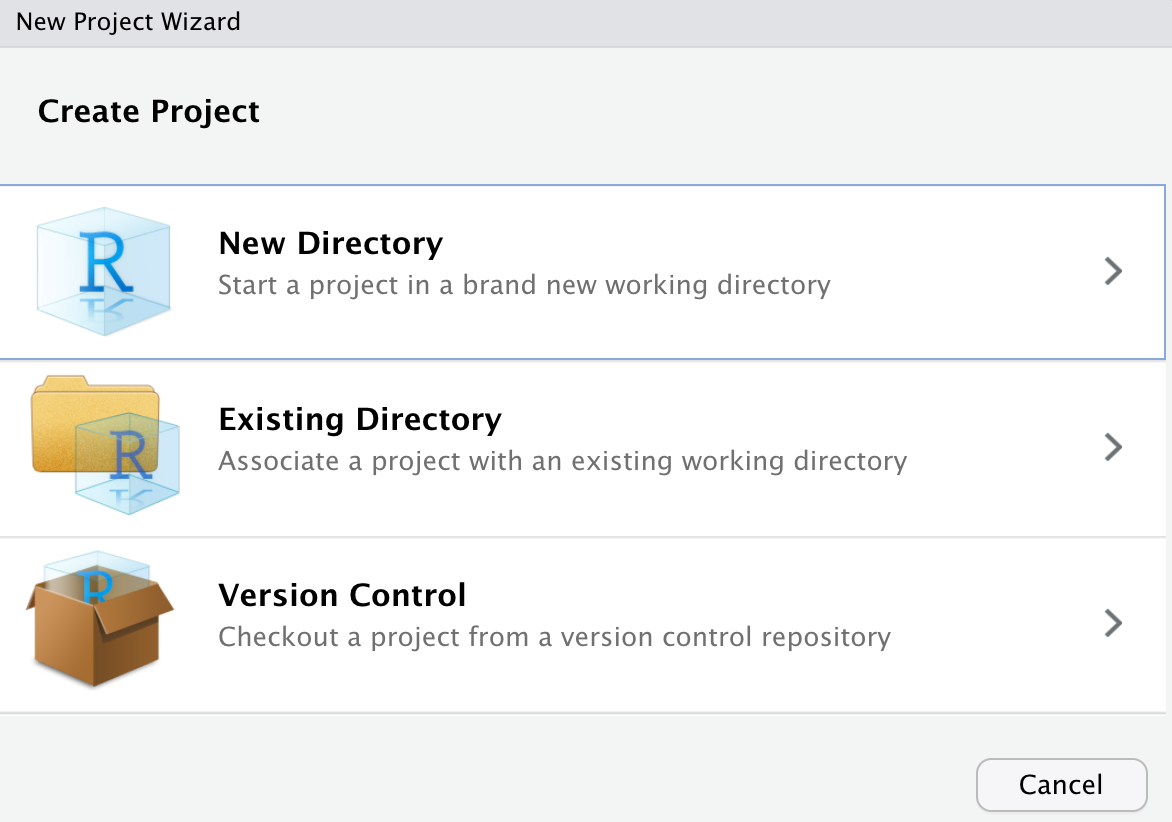 New Project Wizard
Create Project
R
New Directory
Start a project in a brand new working directory
R
Existing Directory
Associate a project with an existing working directory
R
Version Control
Checkout a project from a version control repository
Cancel